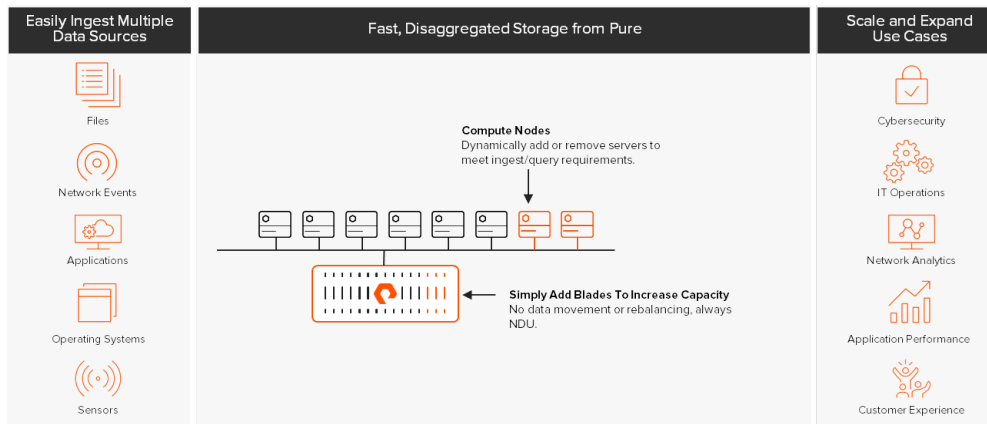 Easily Ingest Multiple
Data Sources
Files
Network Events
Applications
Operating Systems
Sensors
Fast, Disaggregated Storage from Pure
Compute Nodes
Dynamically add or remove servers to
meet ingest/query requirements.
Simply Add Blades To Increase Capacity
No data movement or rebalancing, always
NDU.
Scale and Expand
Use Cases
Cybersecurity
IT Operations
Network Analytics
Application Performance
Customer Experience